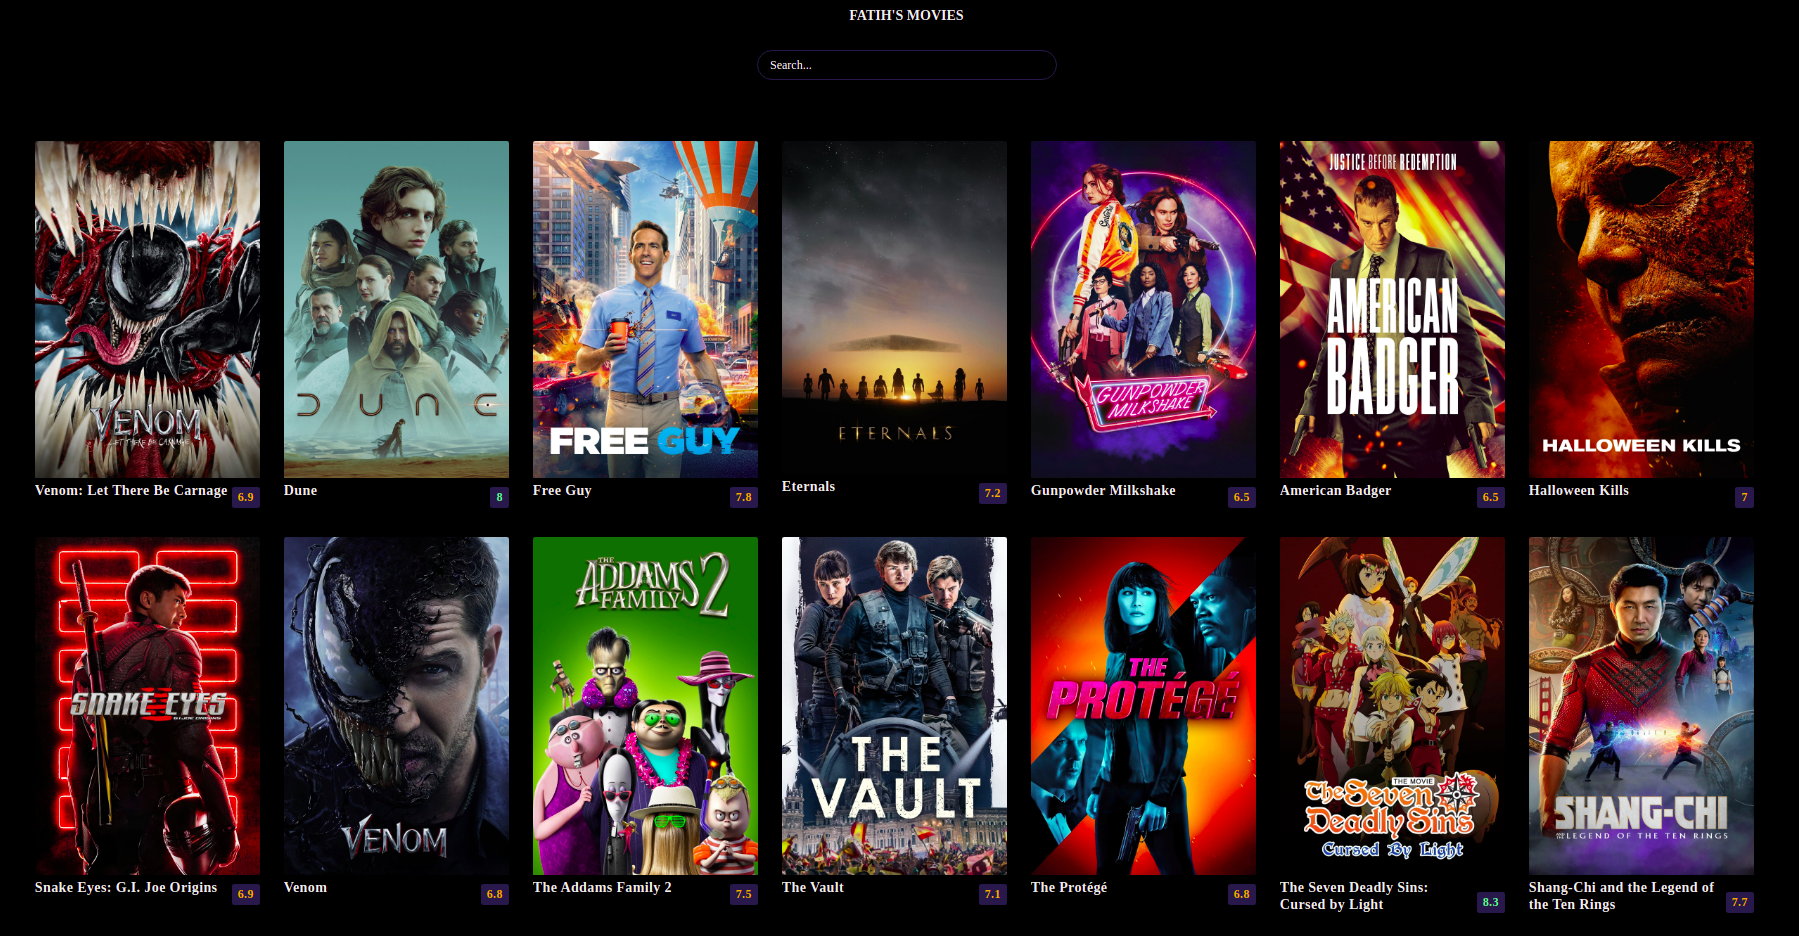 FATIH'S MOVIES
Search...
VENOM
LET THERE BE CARNAGE
Venom: Let There Be Carnage
6.9
DUNE
Dune
8
FREE GUY
Free Guy
7.8
ETERNALS
Eternals
7.2
GUNPOWDER
MILKSHAKE
Gunpowder Milkshake
6.5
JUSTICE BEFORE REDEMPTION
AMERICAN
BADGER
American Badger
6.5
HALLOWEEN KILLS
Halloween Kills
7
SNAKE EYES
G.I. JOE ORIGINS
Snake Eyes: G.I. Joe Origins
6.9
VENOM
Venom
6.8
THE
ADDAMS
FAMILY 2
The Addams Family 2
7.5
THE
VAULT
The Vault
7.1
THE
PROTÉGÉ
The Protégé
6.8
THE MOVIE
The Seven
Deadly Sins
Cursed By Light
The Seven Deadly Sins:
Cursed by Light
8.3
SHANG-CHI
AND THE LEGEND OF THE TEN RINGS
Shang-Chi and the Legend of
the Ten Rings
7.7